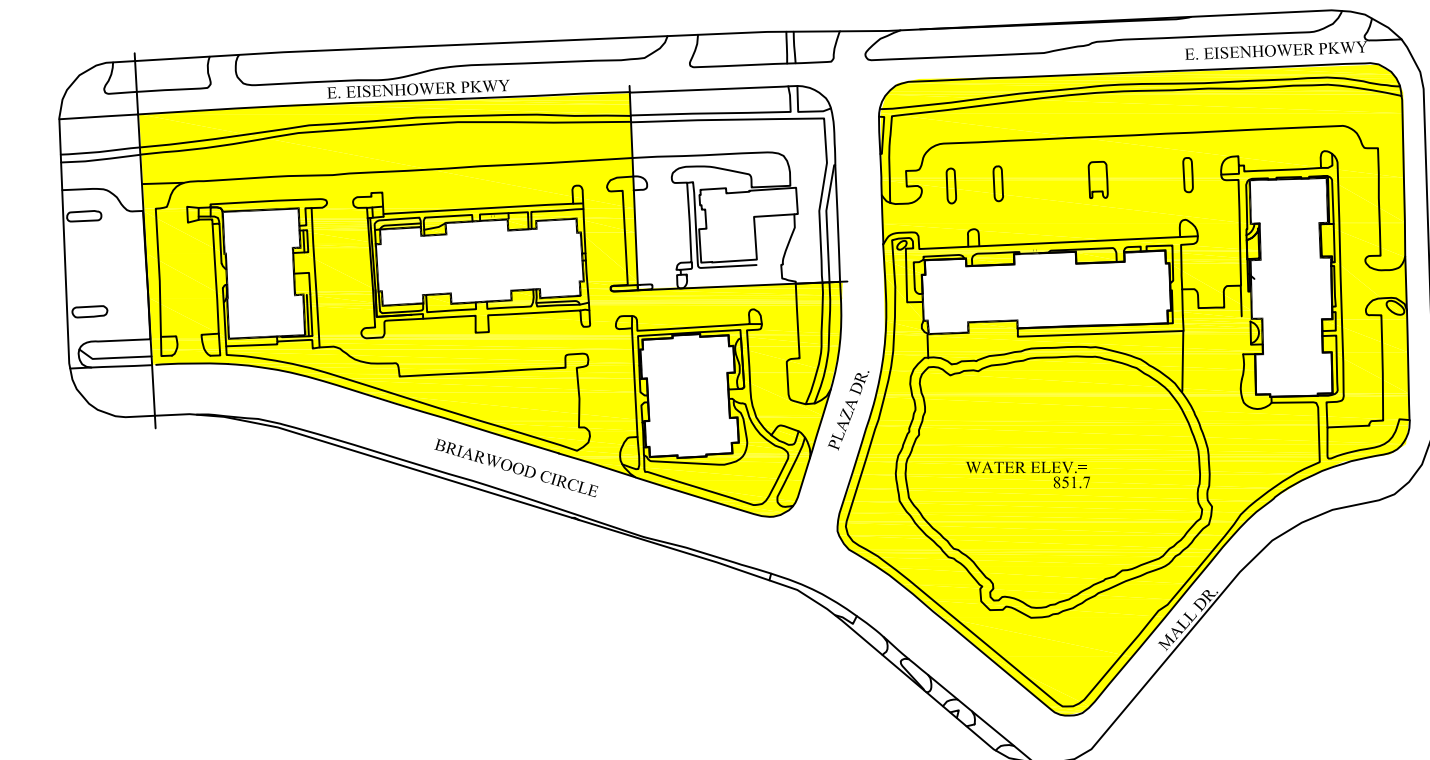 E. EISENHOWER PKWY
E. EISENHOWER PKWY
PLAZA DR.
BRIARWOOD CIRCLE
WATER ELEV.=
851.7
MALL DR.